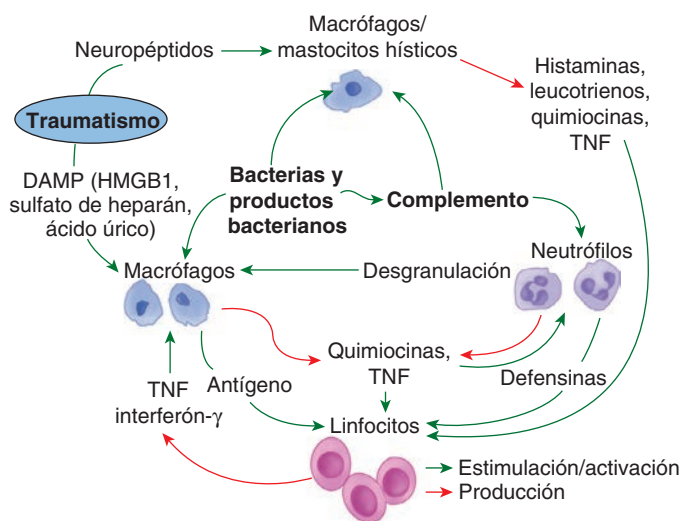 Neuropéptidos
Macrófagos/
mastocitos hísticos
Histaminas,
leucotrienos,
quimiocinas,
TNF
Traumatismo
DAMP (HMGB1,
sulfato de heparán,
ácido úrico)
Bacterias y
productos
bacterianos
Complemento
Macrófagos
Desgranulación
Neutrófilos
Quimiocinas,
TNF
Defensinas
TNF
interferón-γ
Antígeno
Linfocitos
Estimulación/activación
Producción